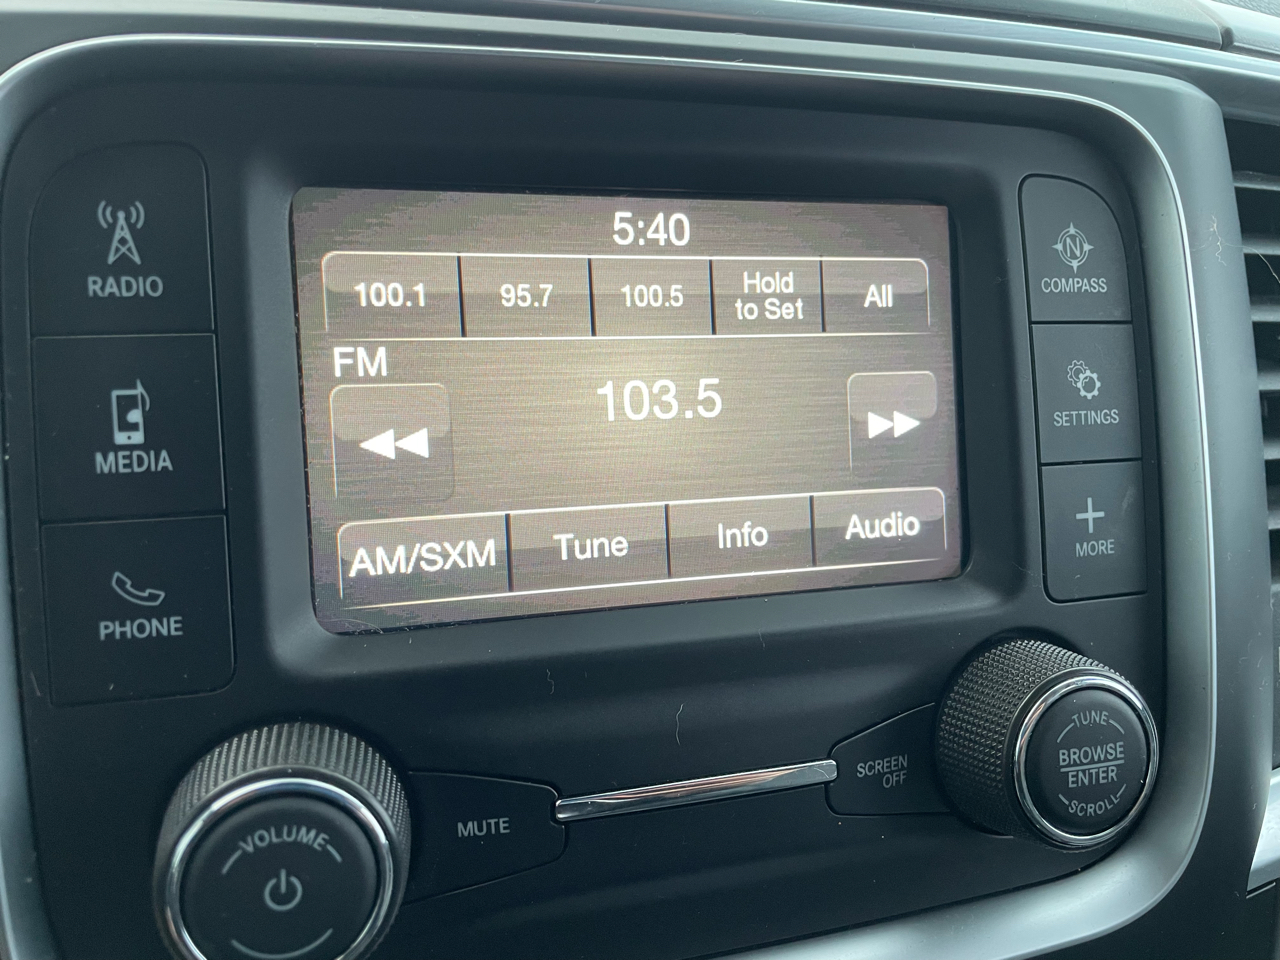 5:40
100.1 95.7 100.5 Hold to Set All
FM
103.5
AM/SXM Tune Info Audio
RADIO
MEDIA
PHONE
N
COMPASS
SETTINGS
MORE
VOLUME
MUTE
SCREEN OFF
TUNE
BROWSE
ENTER
SCROLL